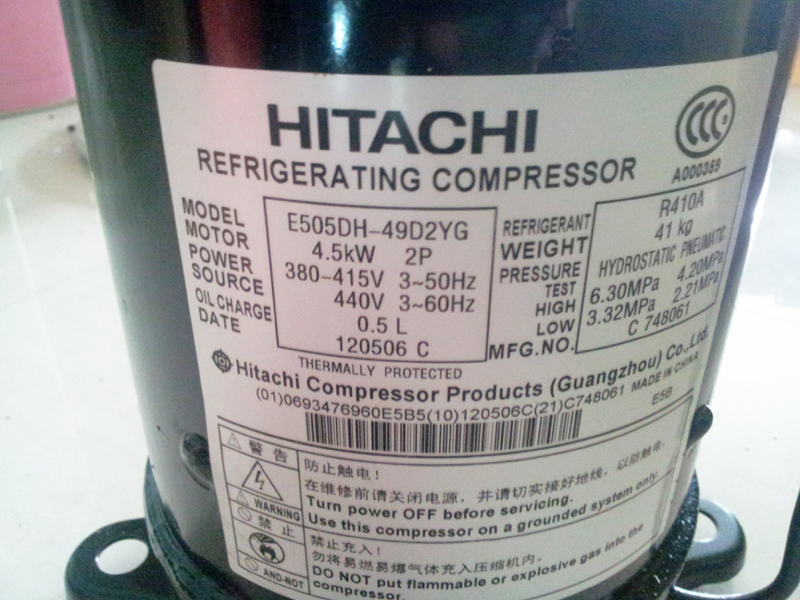 HITACHI
CCC
A000359
REFRIGERATING COMPRESSOR
MODEL E505DH-49D2YG
MOTOR 4.5kW 2P
POWER SOURCE 380-415V 3~50Hz
440V 3~60Hz
OIL CHARGE 0.5 L
DATE 120506 C
REFRIGERANT R410A
WEIGHT 41 kg
PRESSURE TEST HYDROSTATIC PNEUMATIC
HIGH 6.30MPa 4.20MPa
LOW 3.32MPa 2.21MPa
MFG.NO. C 748061
THERMALLY PROTECTED
Hitachi Compressor Products (Guangzhou) Co.,Ltd.
MADE IN CHINA
(01)0693476960E5B5(10)120506C(21)C748061
E5B
警告
WARNING
防止触电!
在维修前请关闭电源，并请切实接好地线，以防触电.
Turn power OFF before servicing.
Use this compressor on a grounded system only.
禁止
AND-NOT
禁止充入!
勿将易燃易爆气体充入压缩机内.
DO NOT put flammable or explosive gas into the
compressor.